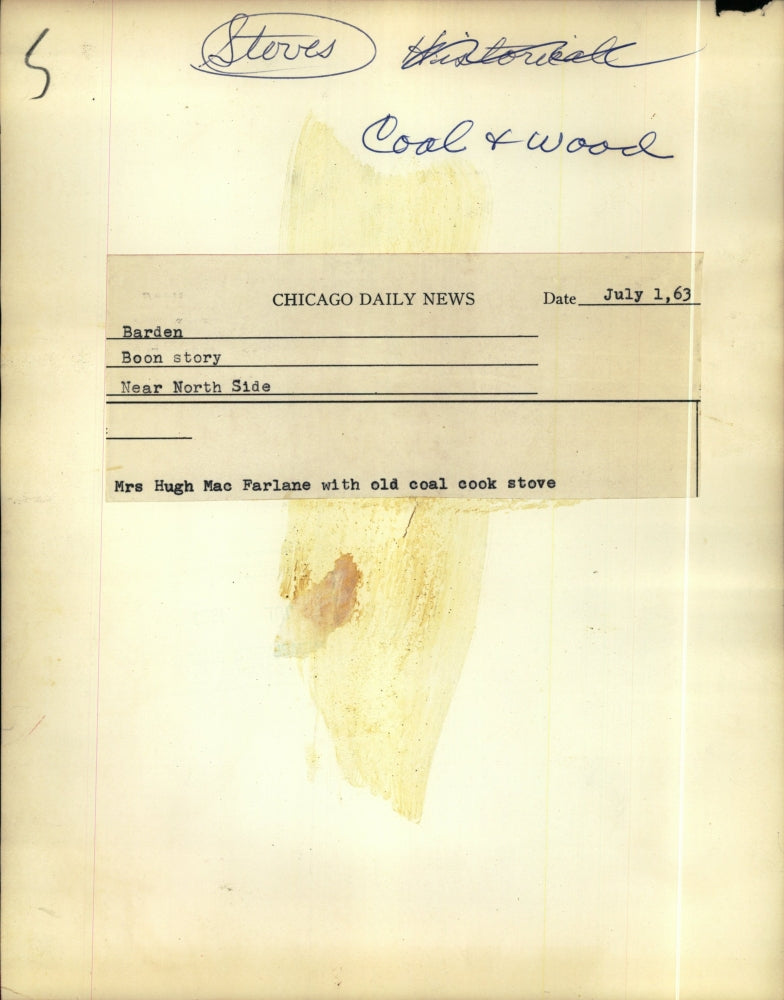 Stoves Historical
Coal & Wood
CHICAGO DAILY NEWS Date July 1,63
Barden
Boon story
Near North Side
Mrs Hugh Mac Farlane with old coal cook stove